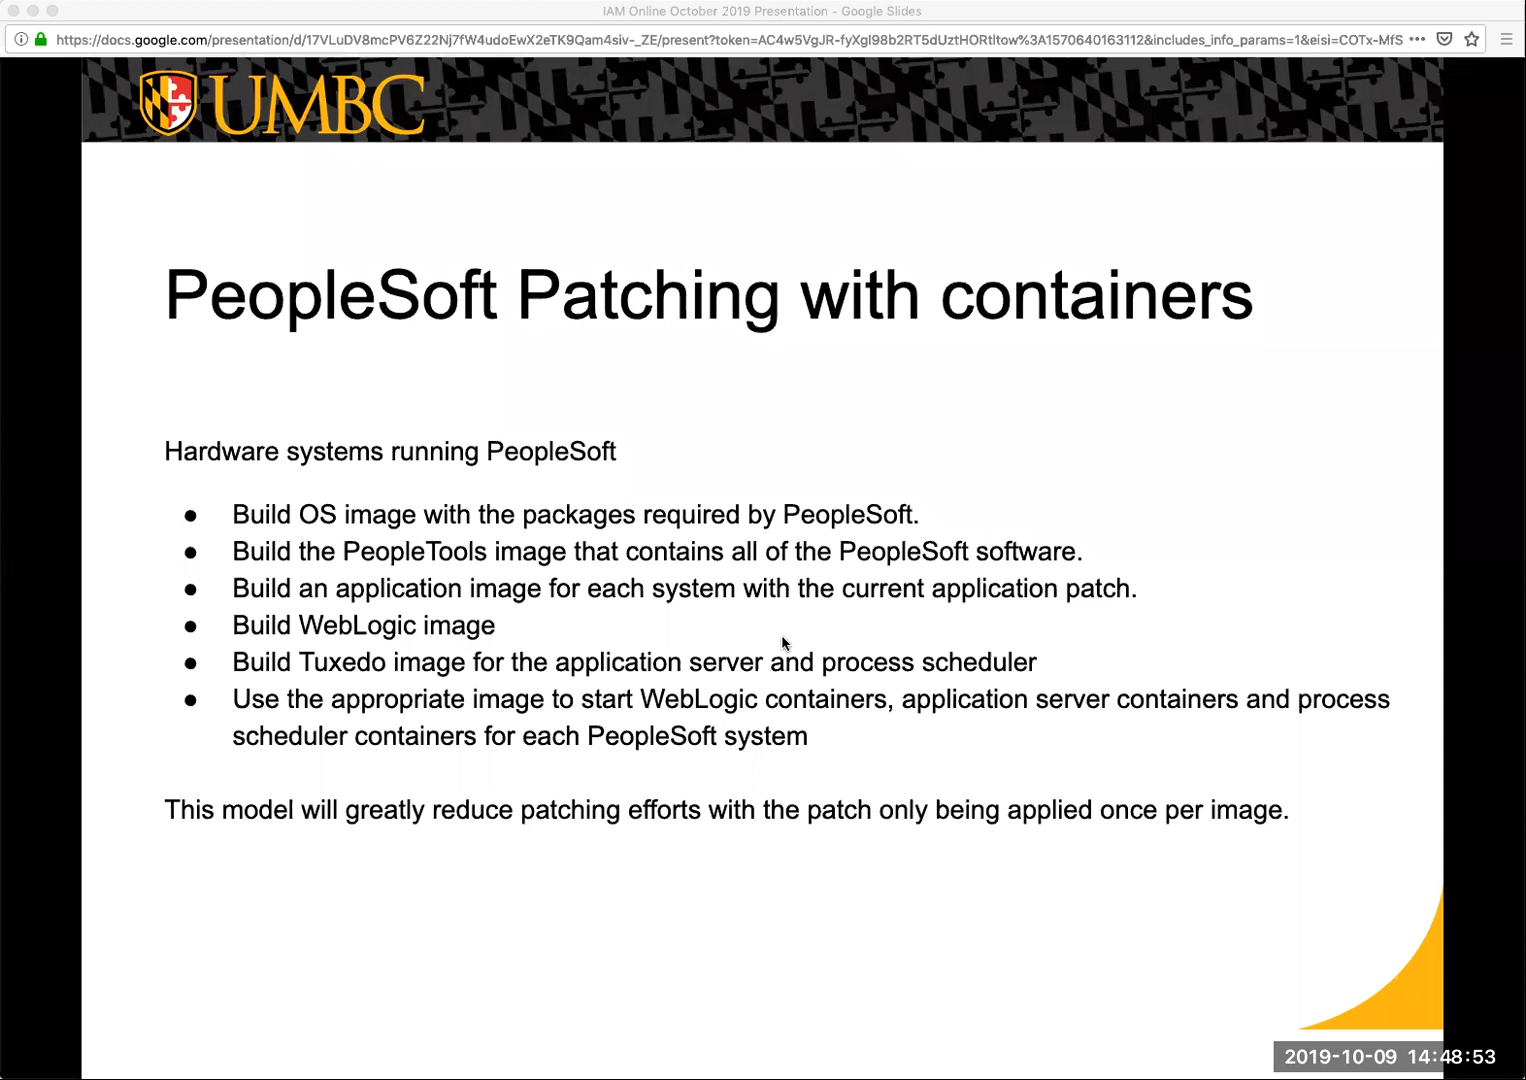 IAM Online October 2019 Presentation - Google Slides
https://docs.google.com/presentation/d/17VLuDV8mcPV6Z22Nj7fW4udoEwX2eTK9Qam4siv-_ZE/present?token=AC4w5VgJR-fyXgl98b2RT5dUztHORtltow%3A1570640163112&includes_info_params=1&eisi=COTx-MfS
UMBC
PeopleSoft Patching with containers
Hardware systems running PeopleSoft
● Build OS image with the packages required by PeopleSoft.
● Build the PeopleTools image that contains all of the PeopleSoft software.
● Build an application image for each system with the current application patch.
● Build WebLogic image
● Build Tuxedo image for the application server and process scheduler
● Use the appropriate image to start WebLogic containers, application server containers and process
scheduler containers for each PeopleSoft system
This model will greatly reduce patching efforts with the patch only being applied once per image.
2019-10-09 14:48:53